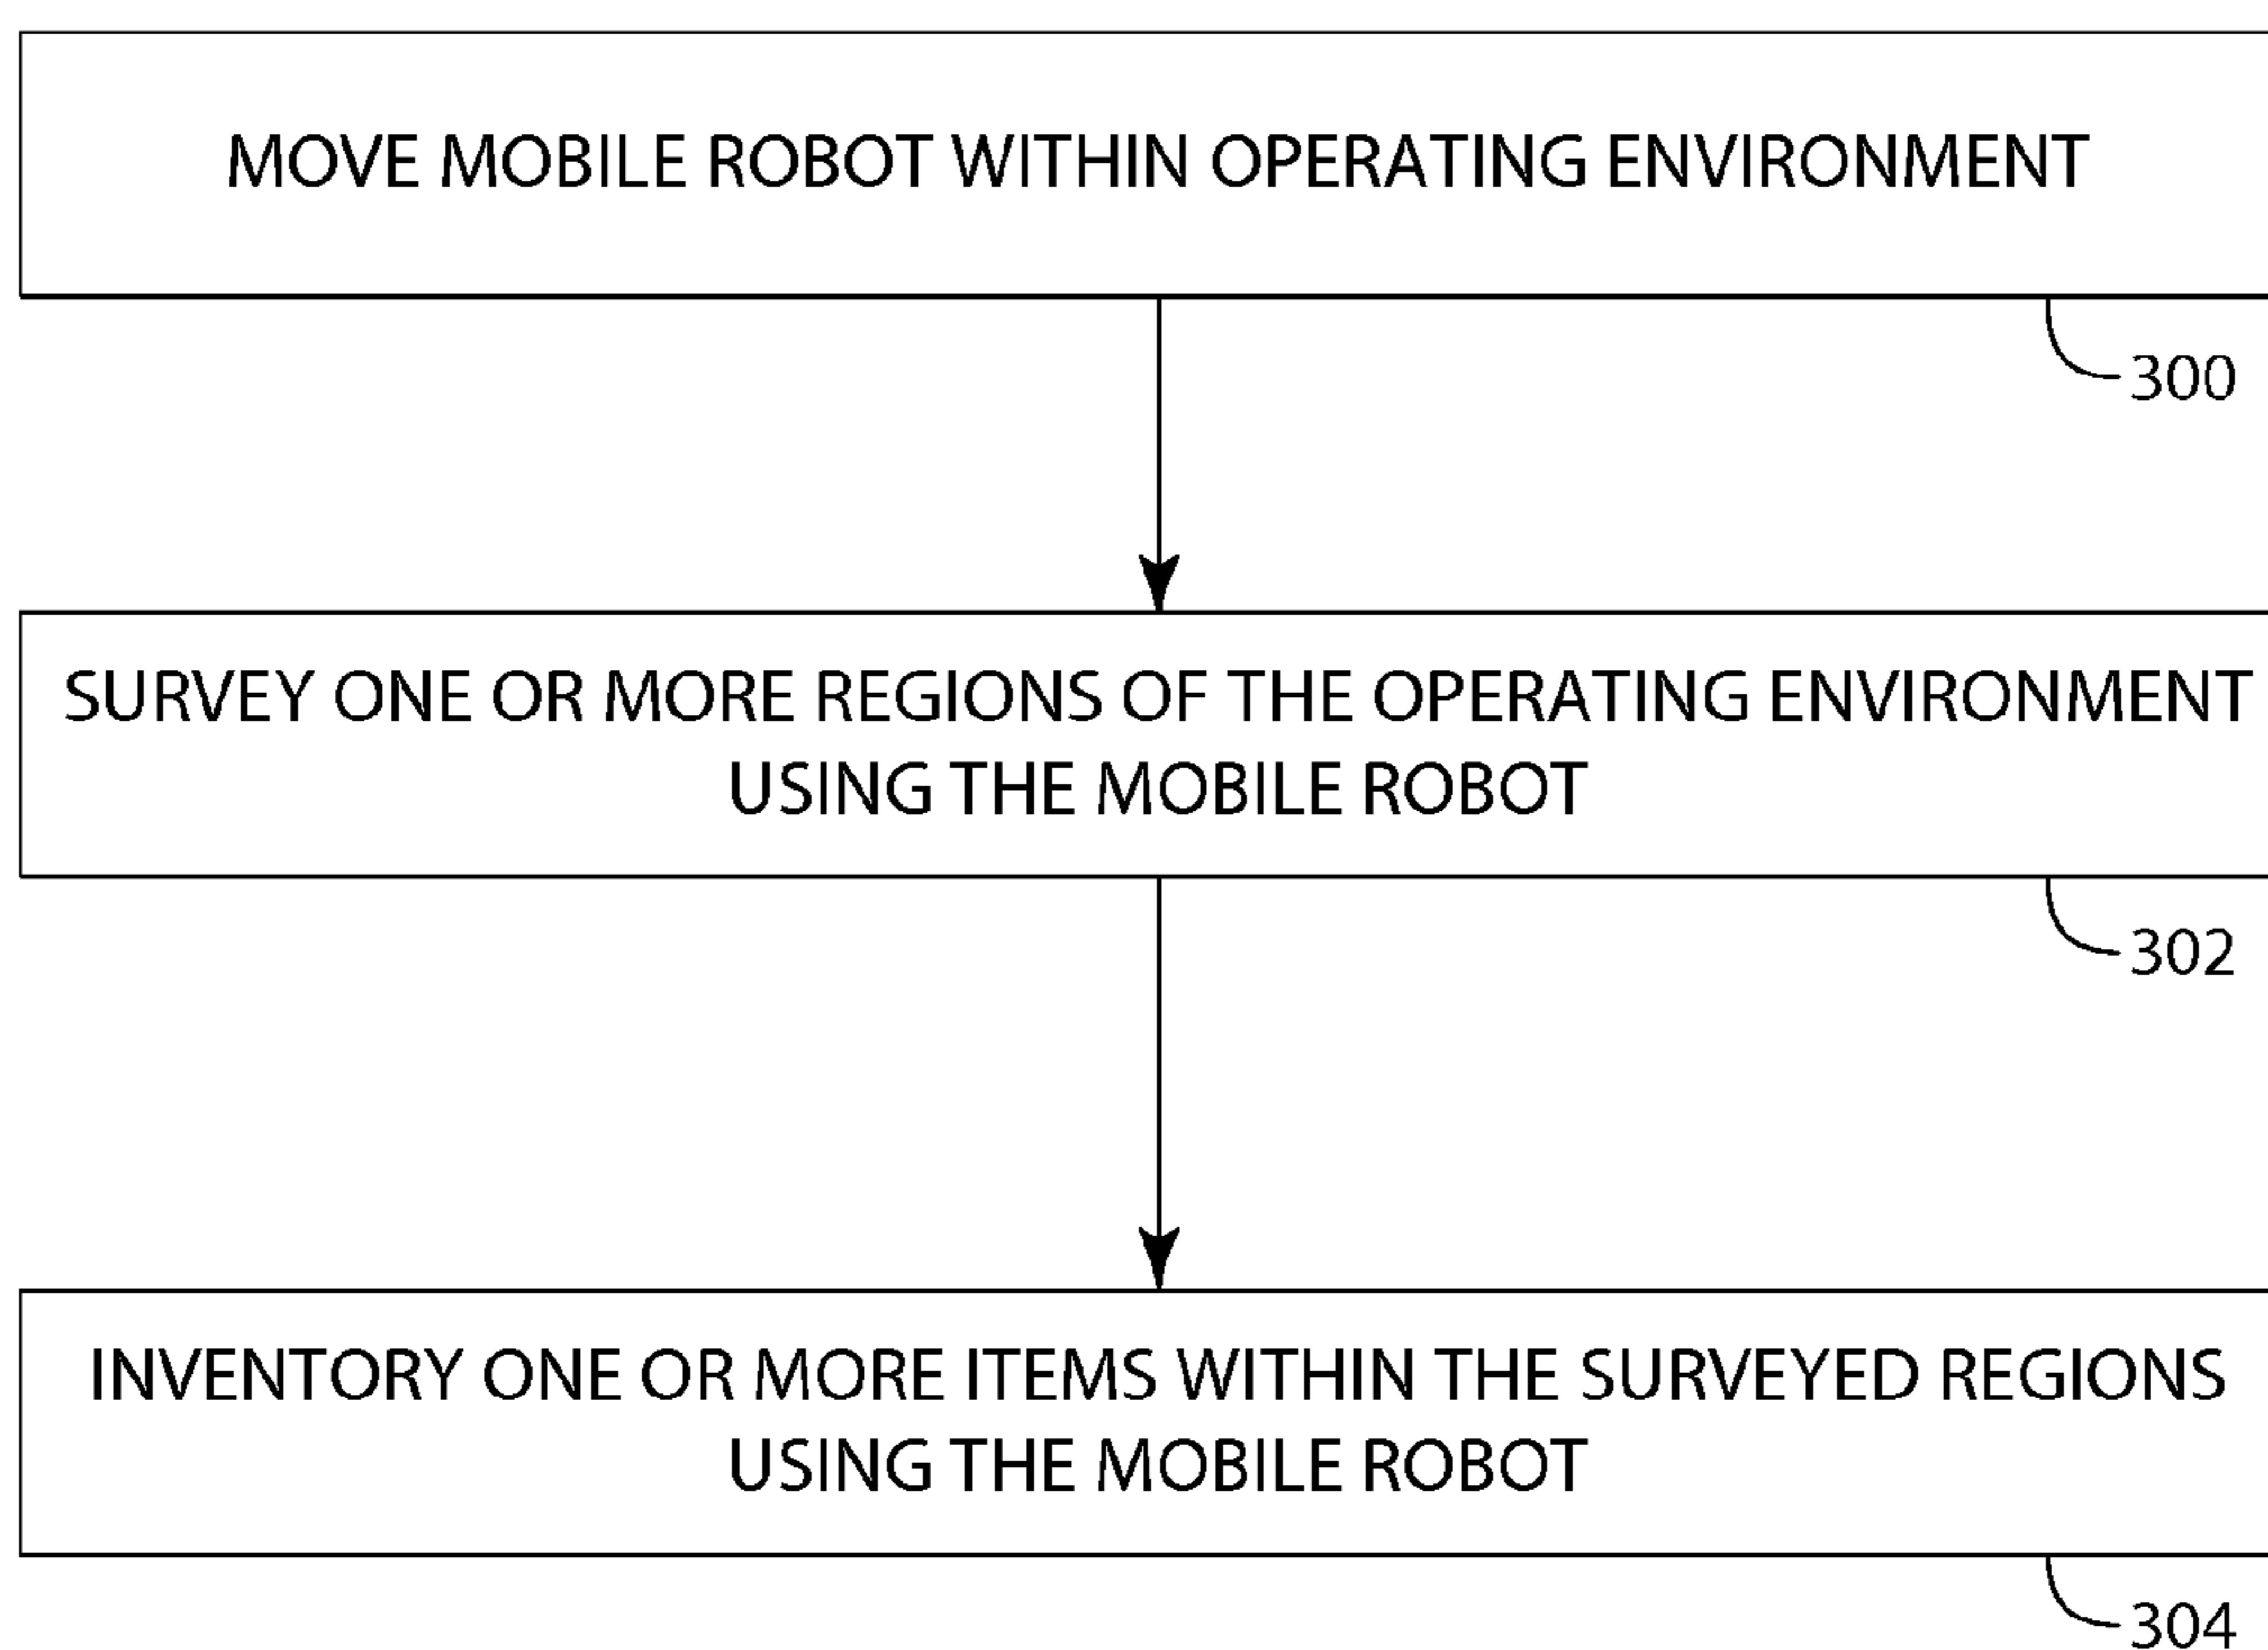 MOVE MOBILE ROBOT WITHIN OPERATING ENVIRONMENT
300
SURVEY ONE OR MORE REGIONS OF THE OPERATING ENVIRONMENT
USING THE MOBILE ROBOT
302
INVENTORY ONE OR MORE ITEMS WITHIN THE SURVEYED REGIONS
USING THE MOBILE ROBOT
304